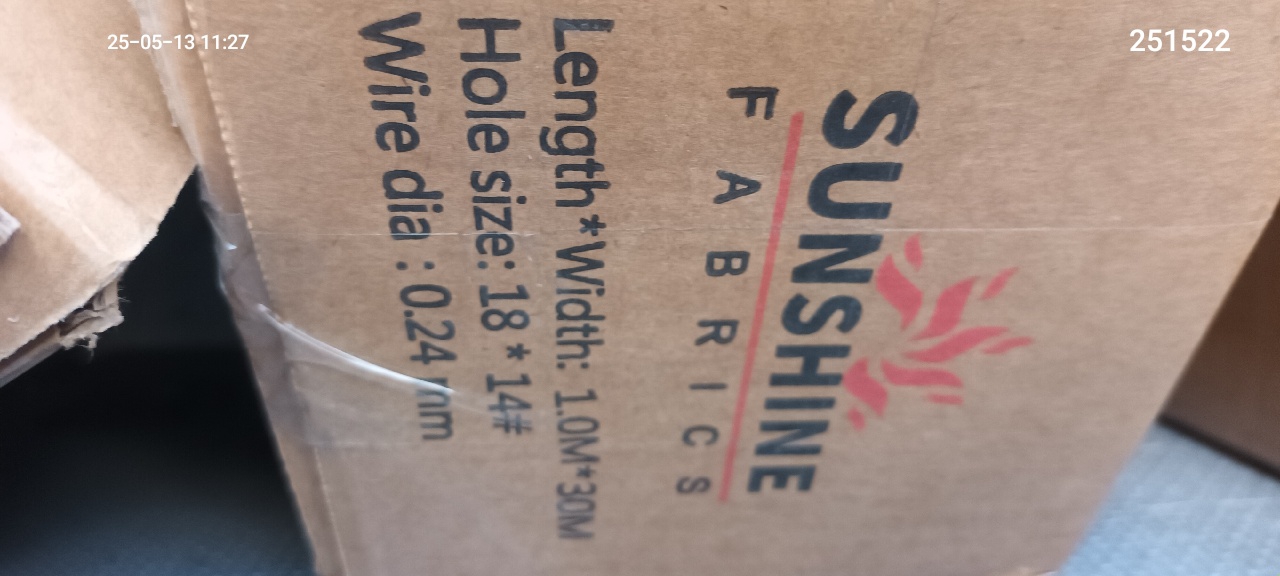 25-05-13 11:27
251522
SUNSHINE
FABRICS
Length*Width: 1.0M*30M
Hole size: 18 * 14#
Wire dia : 0.24 mm